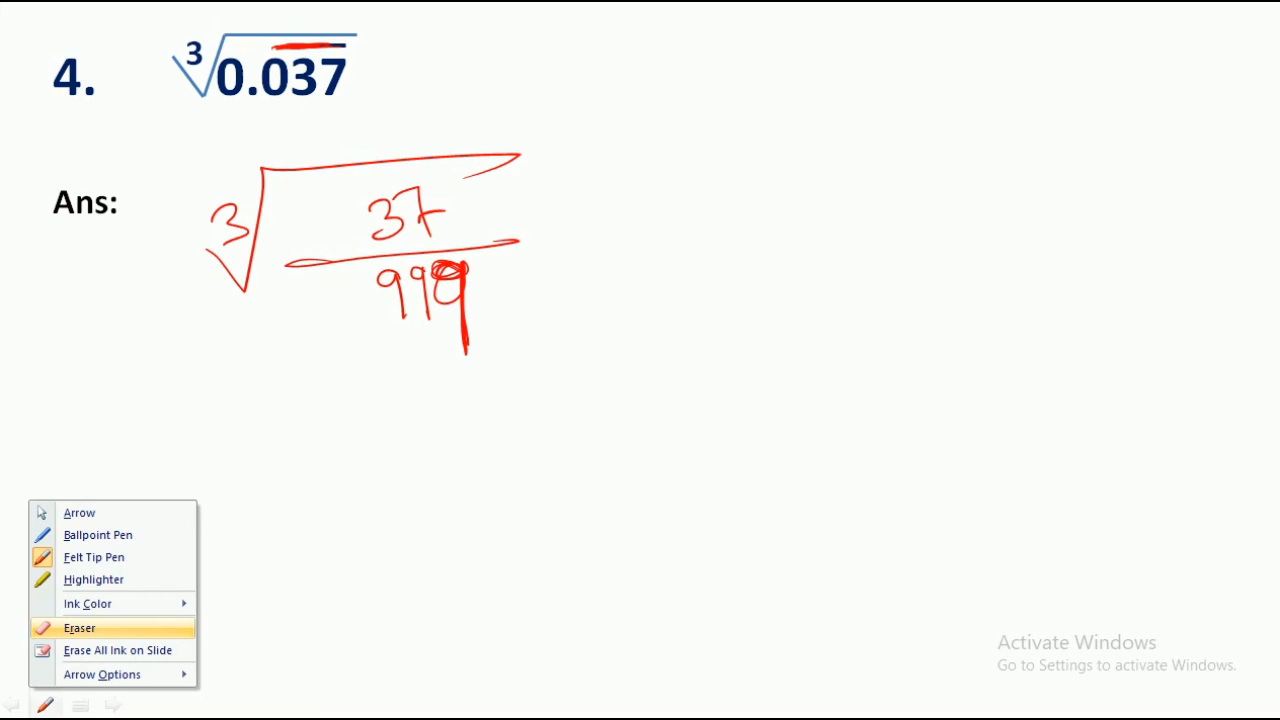 4. ∛0.037
Ans: ∛
37
999
Arrow
Ballpoint Pen
Felt Tip Pen
Highlighter
Ink Color
Eraser
Erase All Ink on Slide
Arrow Options
Activate Windows
Go to Settings to activate Windows.